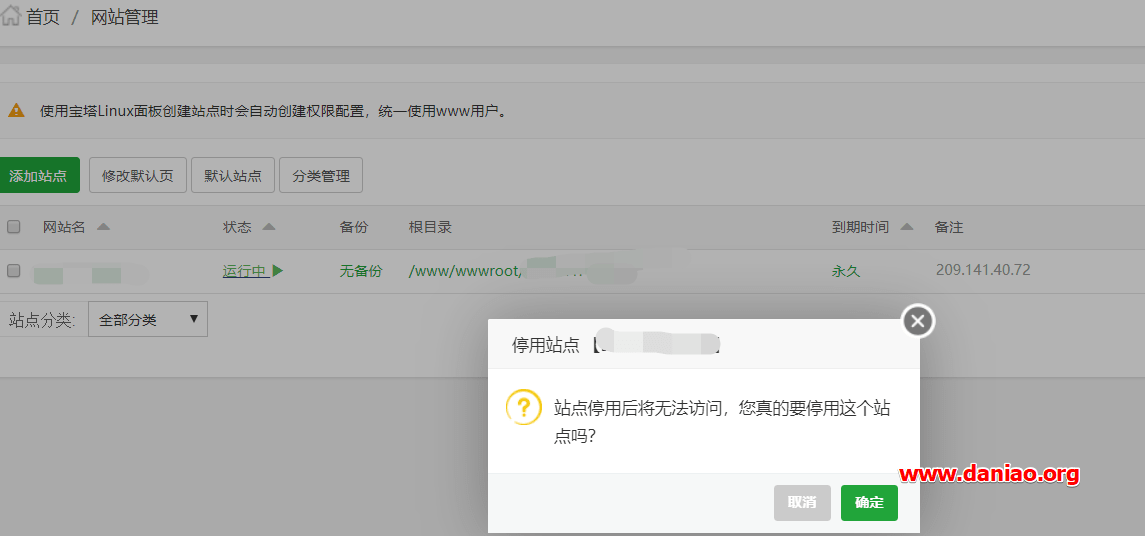 首页 / 网站管理
使用宝塔Linux面板创建站点时会自动创建权限配置，统一使用www用户。
添加站点 修改默认页 默认站点 分类管理
网站名 状态 备份 根目录 到期时间 备注
运行中 无备份 /www/wwwroot/ 永久 209.141.40.72
站点分类: 全部分类
停用站点 【
站点停用后将无法访问，您真的要停用这个站
点吗？
www.daniao.org
取消 确定